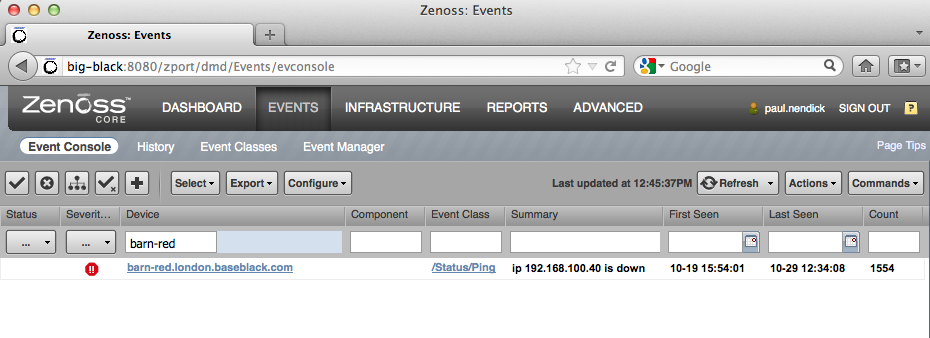 Zenoss: Events
Zenoss: Events
big-black:8080/zport/dmd/Events/evconsole
Google
Zenoss CORE DASHBOARD EVENTS INFRASTRUCTURE REPORTS ADVANCED paul.nendick SIGN OUT ?
Event Console History Event Classes Event Manager Page Tips
Select Export Configure Last updated at 12:45:37PM Refresh Actions Commands
Status Severit... Device Component Event Class Summary First Seen Last Seen Count
... ... barn-red
barn-red.london.baseblack.com /Status/Ping ip 192.168.100.40 is down 10-19 15:54:01 10-29 12:34:08 1554